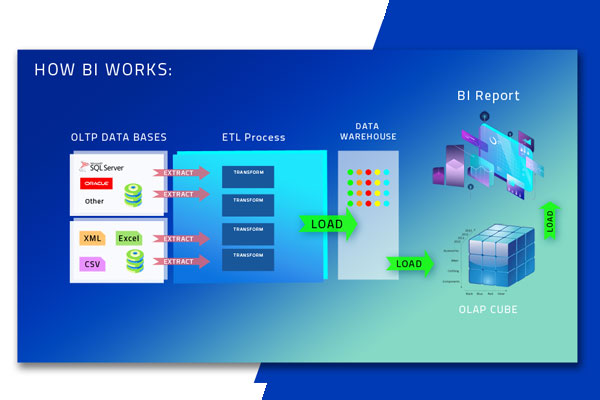 HOW BI WORKS:
BI Report
OLTP DATA BASES
ETL Process
DATA
WAREHOUSE
Microsoft
SQL Server
ORACLE
Other
XML
Excel
CSV
EXTRACT
EXTRACT
EXTRACT
EXTRACT
TRANSFORM
TRANSFORM
TRANSFORM
TRANSFORM
LOAD
LOAD
LOAD
OLAP CUBE